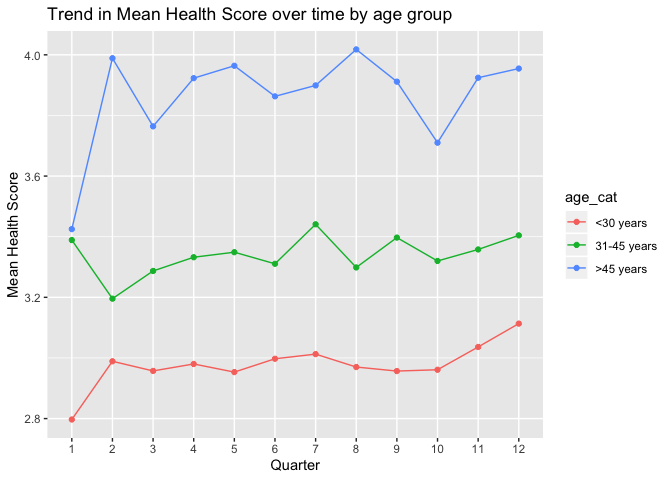 Trend in Mean Health Score over time by age group
4.0
3.6
3.2
2.8
Mean Health Score
1 2 3 4 5 6 7 8 9 10 11 12
Quarter
age_cat
<30 years
31-45 years
>45 years